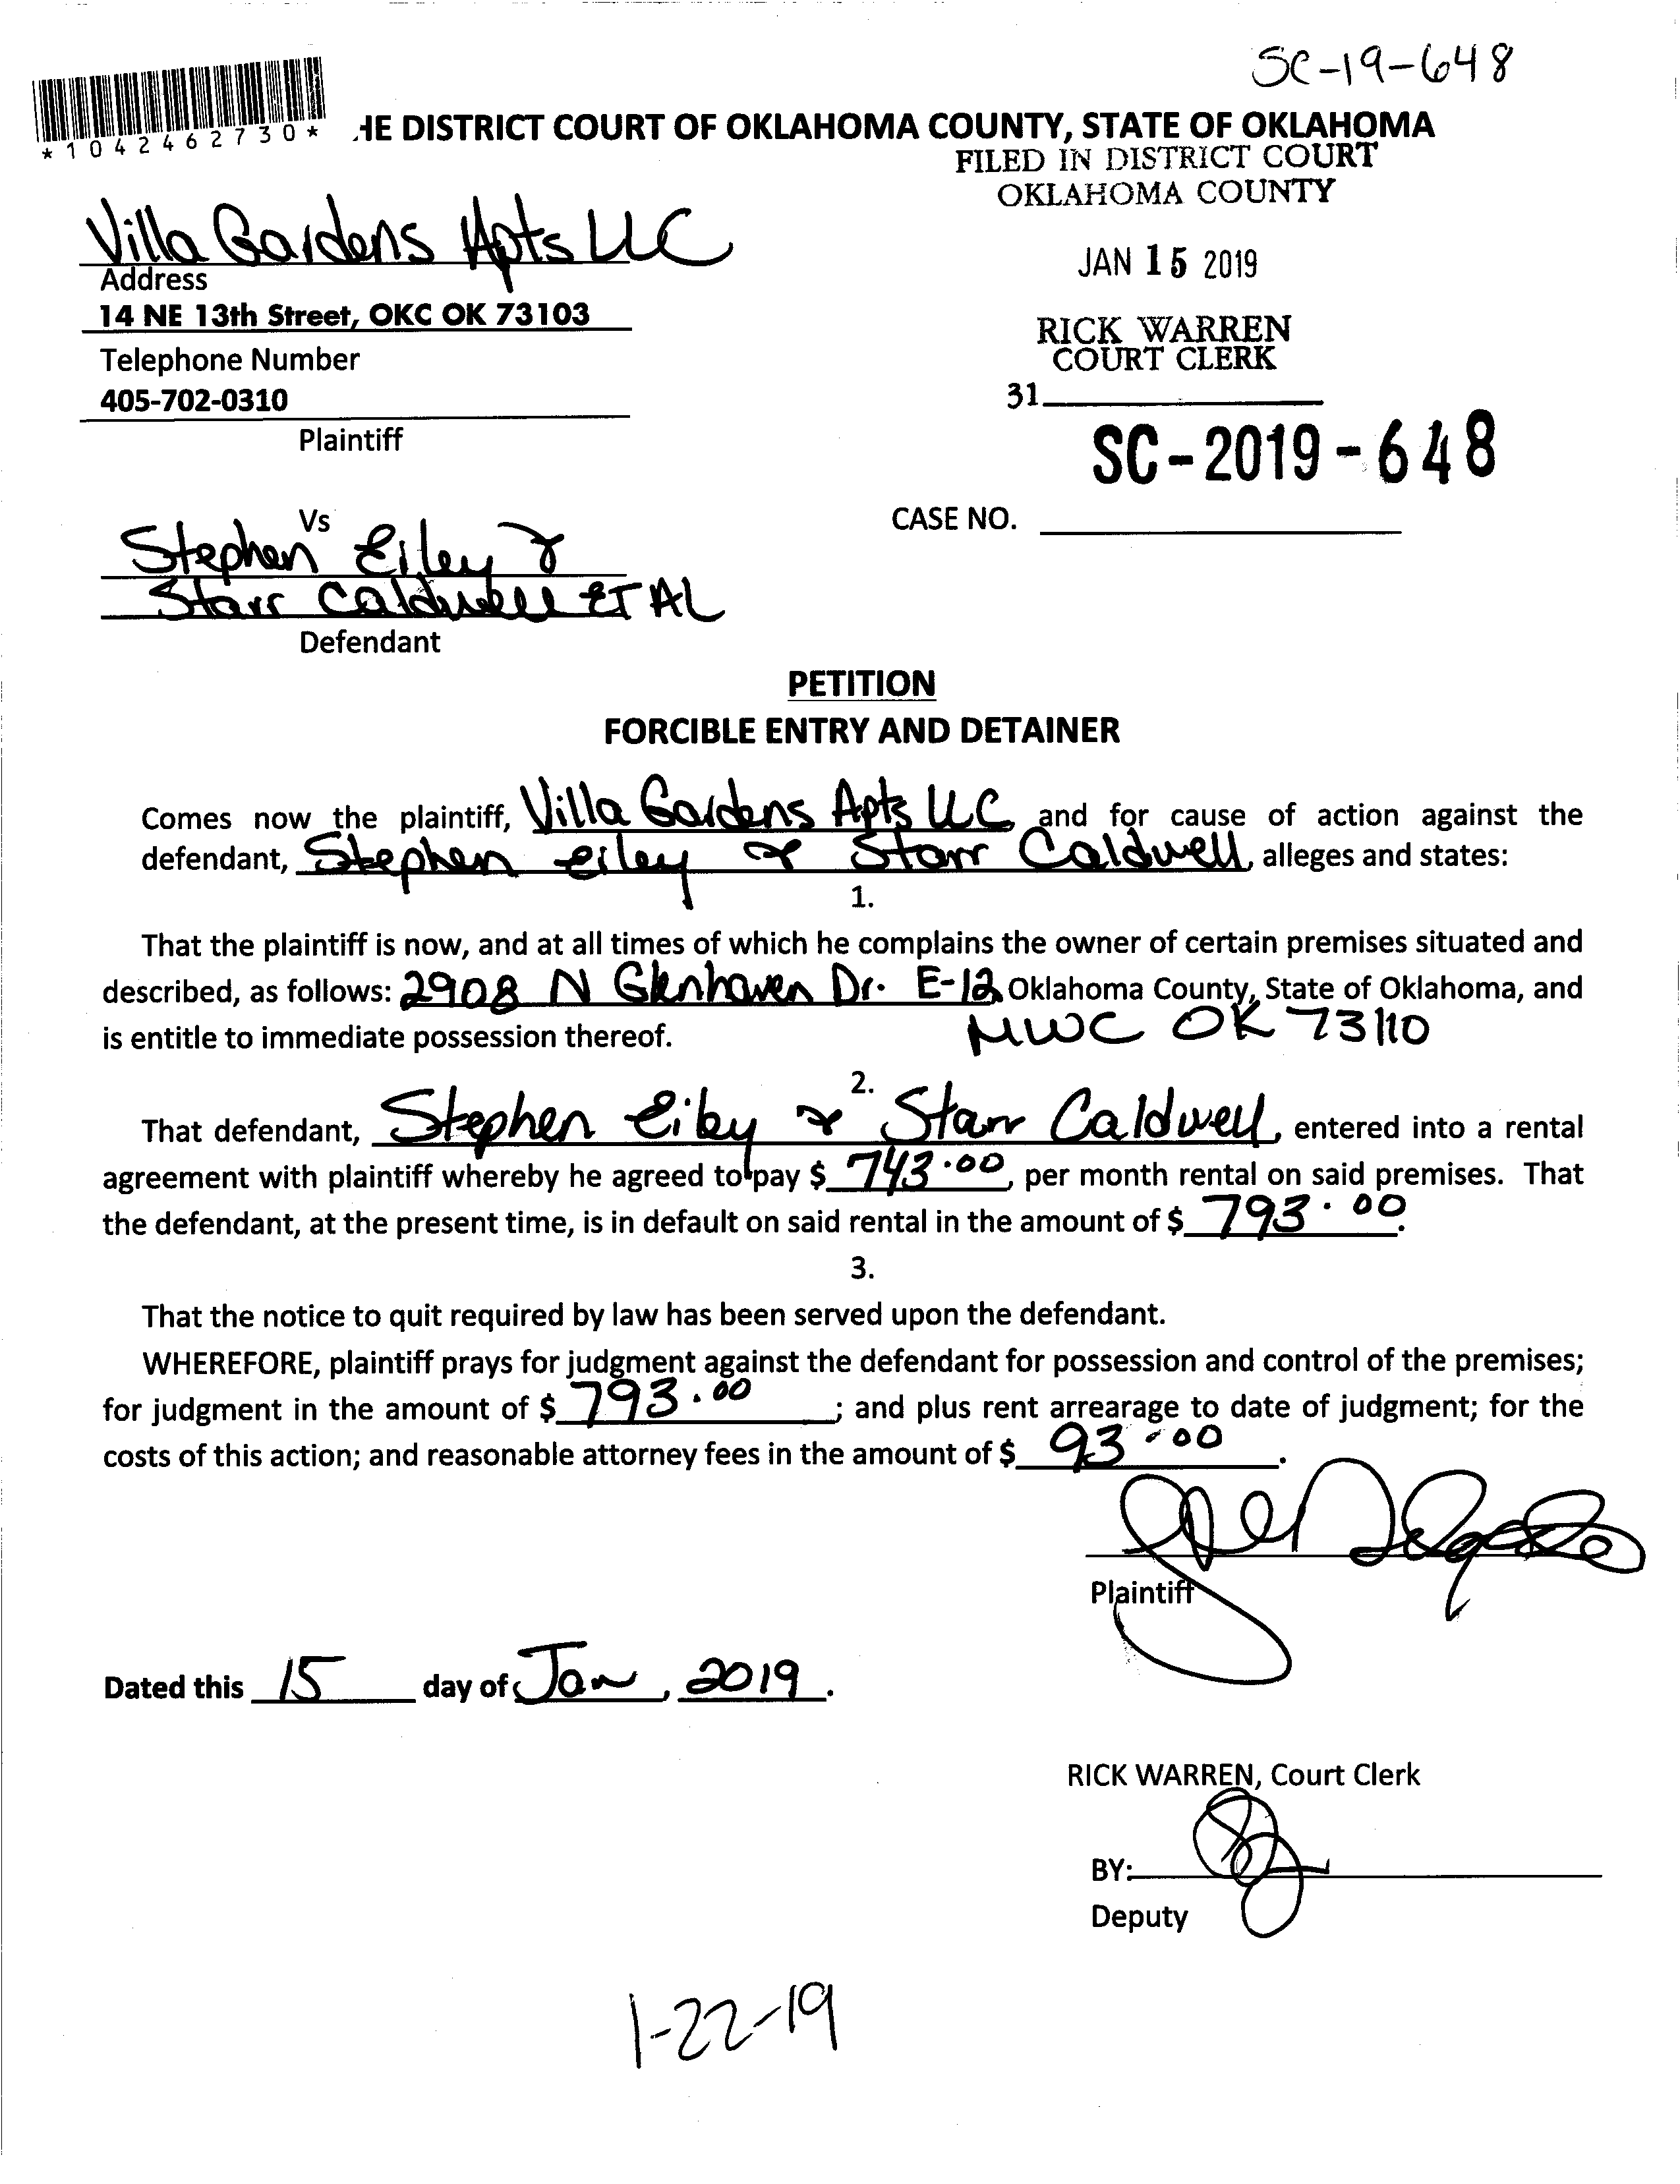 SC-19-648
*1042462730*
HE DISTRICT COURT OF OKLAHOMA COUNTY, STATE OF OKLAHOMA
FILED IN DISTRICT COURT
OKLAHOMA COUNTY
Villa Gardens Apts LLC
Address
JAN 15 2019
14 NE 13th Street, OKC OK 73103
RICK WARREN
COURT CLERK
Telephone Number
405-702-0310
31
Plaintiff
SC-2019-648
Vs
CASE NO.
Stephen Eiley &
Starr Caldwell ET AL
Defendant
PETITION
FORCIBLE ENTRY AND DETAINER
Comes now the plaintiff, Villa Gardens Apts LLC and for cause of action against the
defendant, Stephen Eiley & Starr Caldwell, alleges and states:
1.
That the plaintiff is now, and at all times of which he complains the owner of certain premises situated and
described, as follows: 2908 N Glenhaven Dr. E-12 Oklahoma County, State of Oklahoma, and
is entitle to immediate possession thereof. MWC OK 73110
2.
That defendant, Stephen Eiley & Starr Caldwell, entered into a rental
agreement with plaintiff whereby he agreed to pay $ 743.00, per month rental on said premises. That
the defendant, at the present time, is in default on said rental in the amount of $ 793.00.
3.
That the notice to quit required by law has been served upon the defendant.
WHEREFORE, plaintiff prays for judgment against the defendant for possession and control of the premises;
for judgment in the amount of $ 793.00 ; and plus rent arrearage to date of judgment; for the
costs of this action; and reasonable attorney fees in the amount of $ 93.00.
Plaintiff
Dated this 15 day of Jan, 2019.
RICK WARREN, Court Clerk
BY:
Deputy
1-22-19